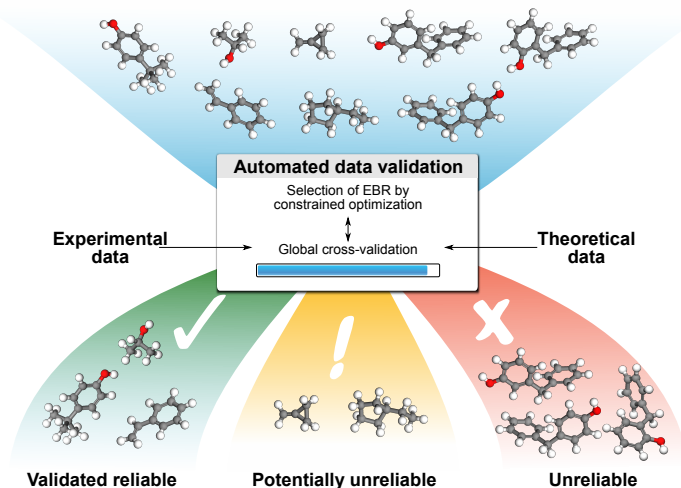 Automated data validation
Selection of EBR by
constrained optimization
Experimental
data
Global cross-validation
Theoretical
data
!
Validated reliable
Potentially unreliable
Unreliable